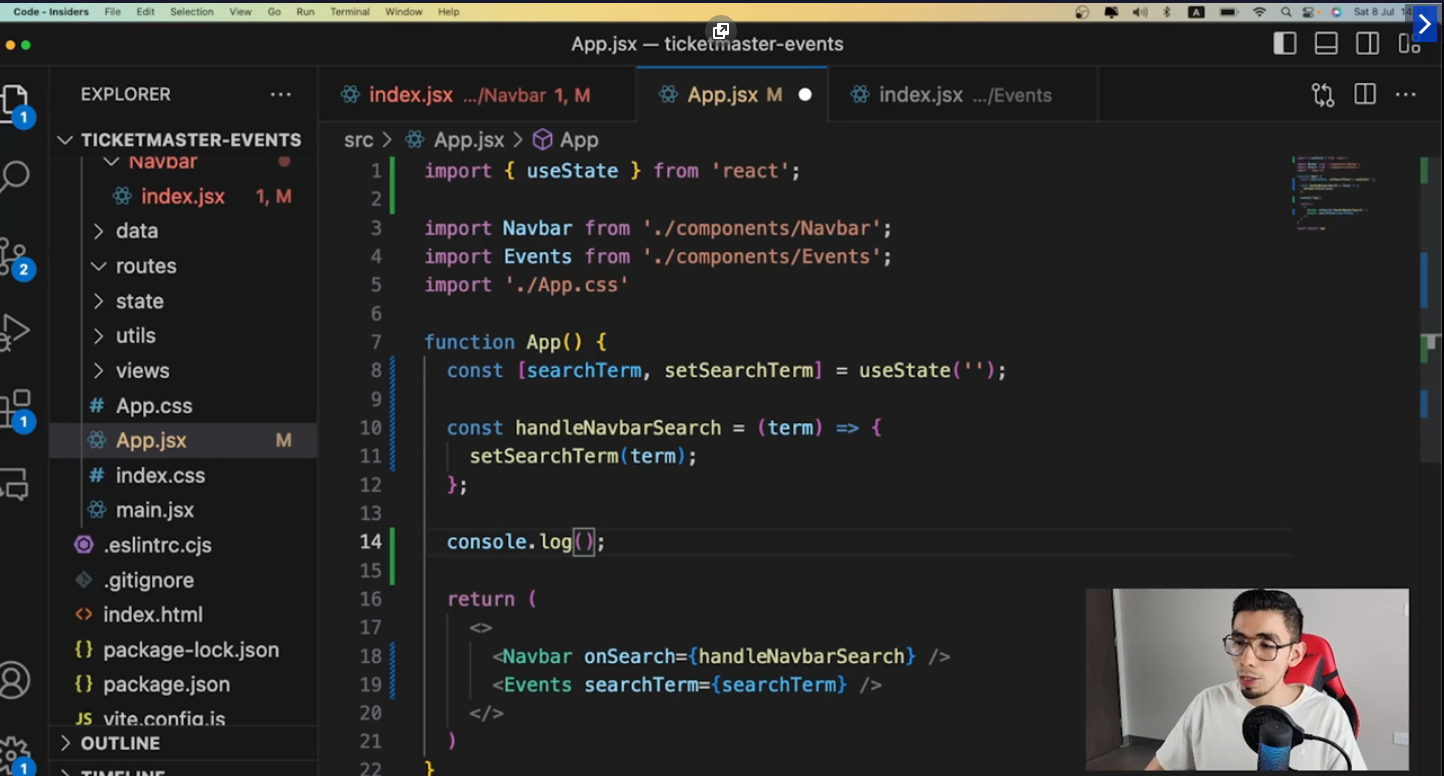 Code - Insiders File Edit Selection View Go Run Terminal Window Help A Sat 8 Jul
App.jsx — ticketmaster-events
EXPLORER
index.jsx .../Navbar 1, M
App.jsx M
index.jsx .../Events
TICKETMASTER-EVENTS
Navbar
index.jsx 1, M
data
routes
state
utils
views
# App.css
App.jsx M
# index.css
main.jsx
.eslintrc.cjs
.gitignore
<> index.html
{} package-lock.json
{} package.json
JS vite.config.js
OUTLINE
TIMELINE
1
2
1
1
src > App.jsx > App
1 import { useState } from 'react';
2
3 import Navbar from './components/Navbar';
4 import Events from './components/Events';
5 import './App.css'
6
7 function App() {
8 const [searchTerm, setSearchTerm] = useState('');
9
10 const handleNavbarSearch = (term) => {
11 setSearchTerm(term);
12 };
13
14 console.log();
15
16 return (
17 <>
18 <Navbar onSearch={handleNavbarSearch} />
19 <Events searchTerm={searchTerm} />
20 </>
21 )
22 }